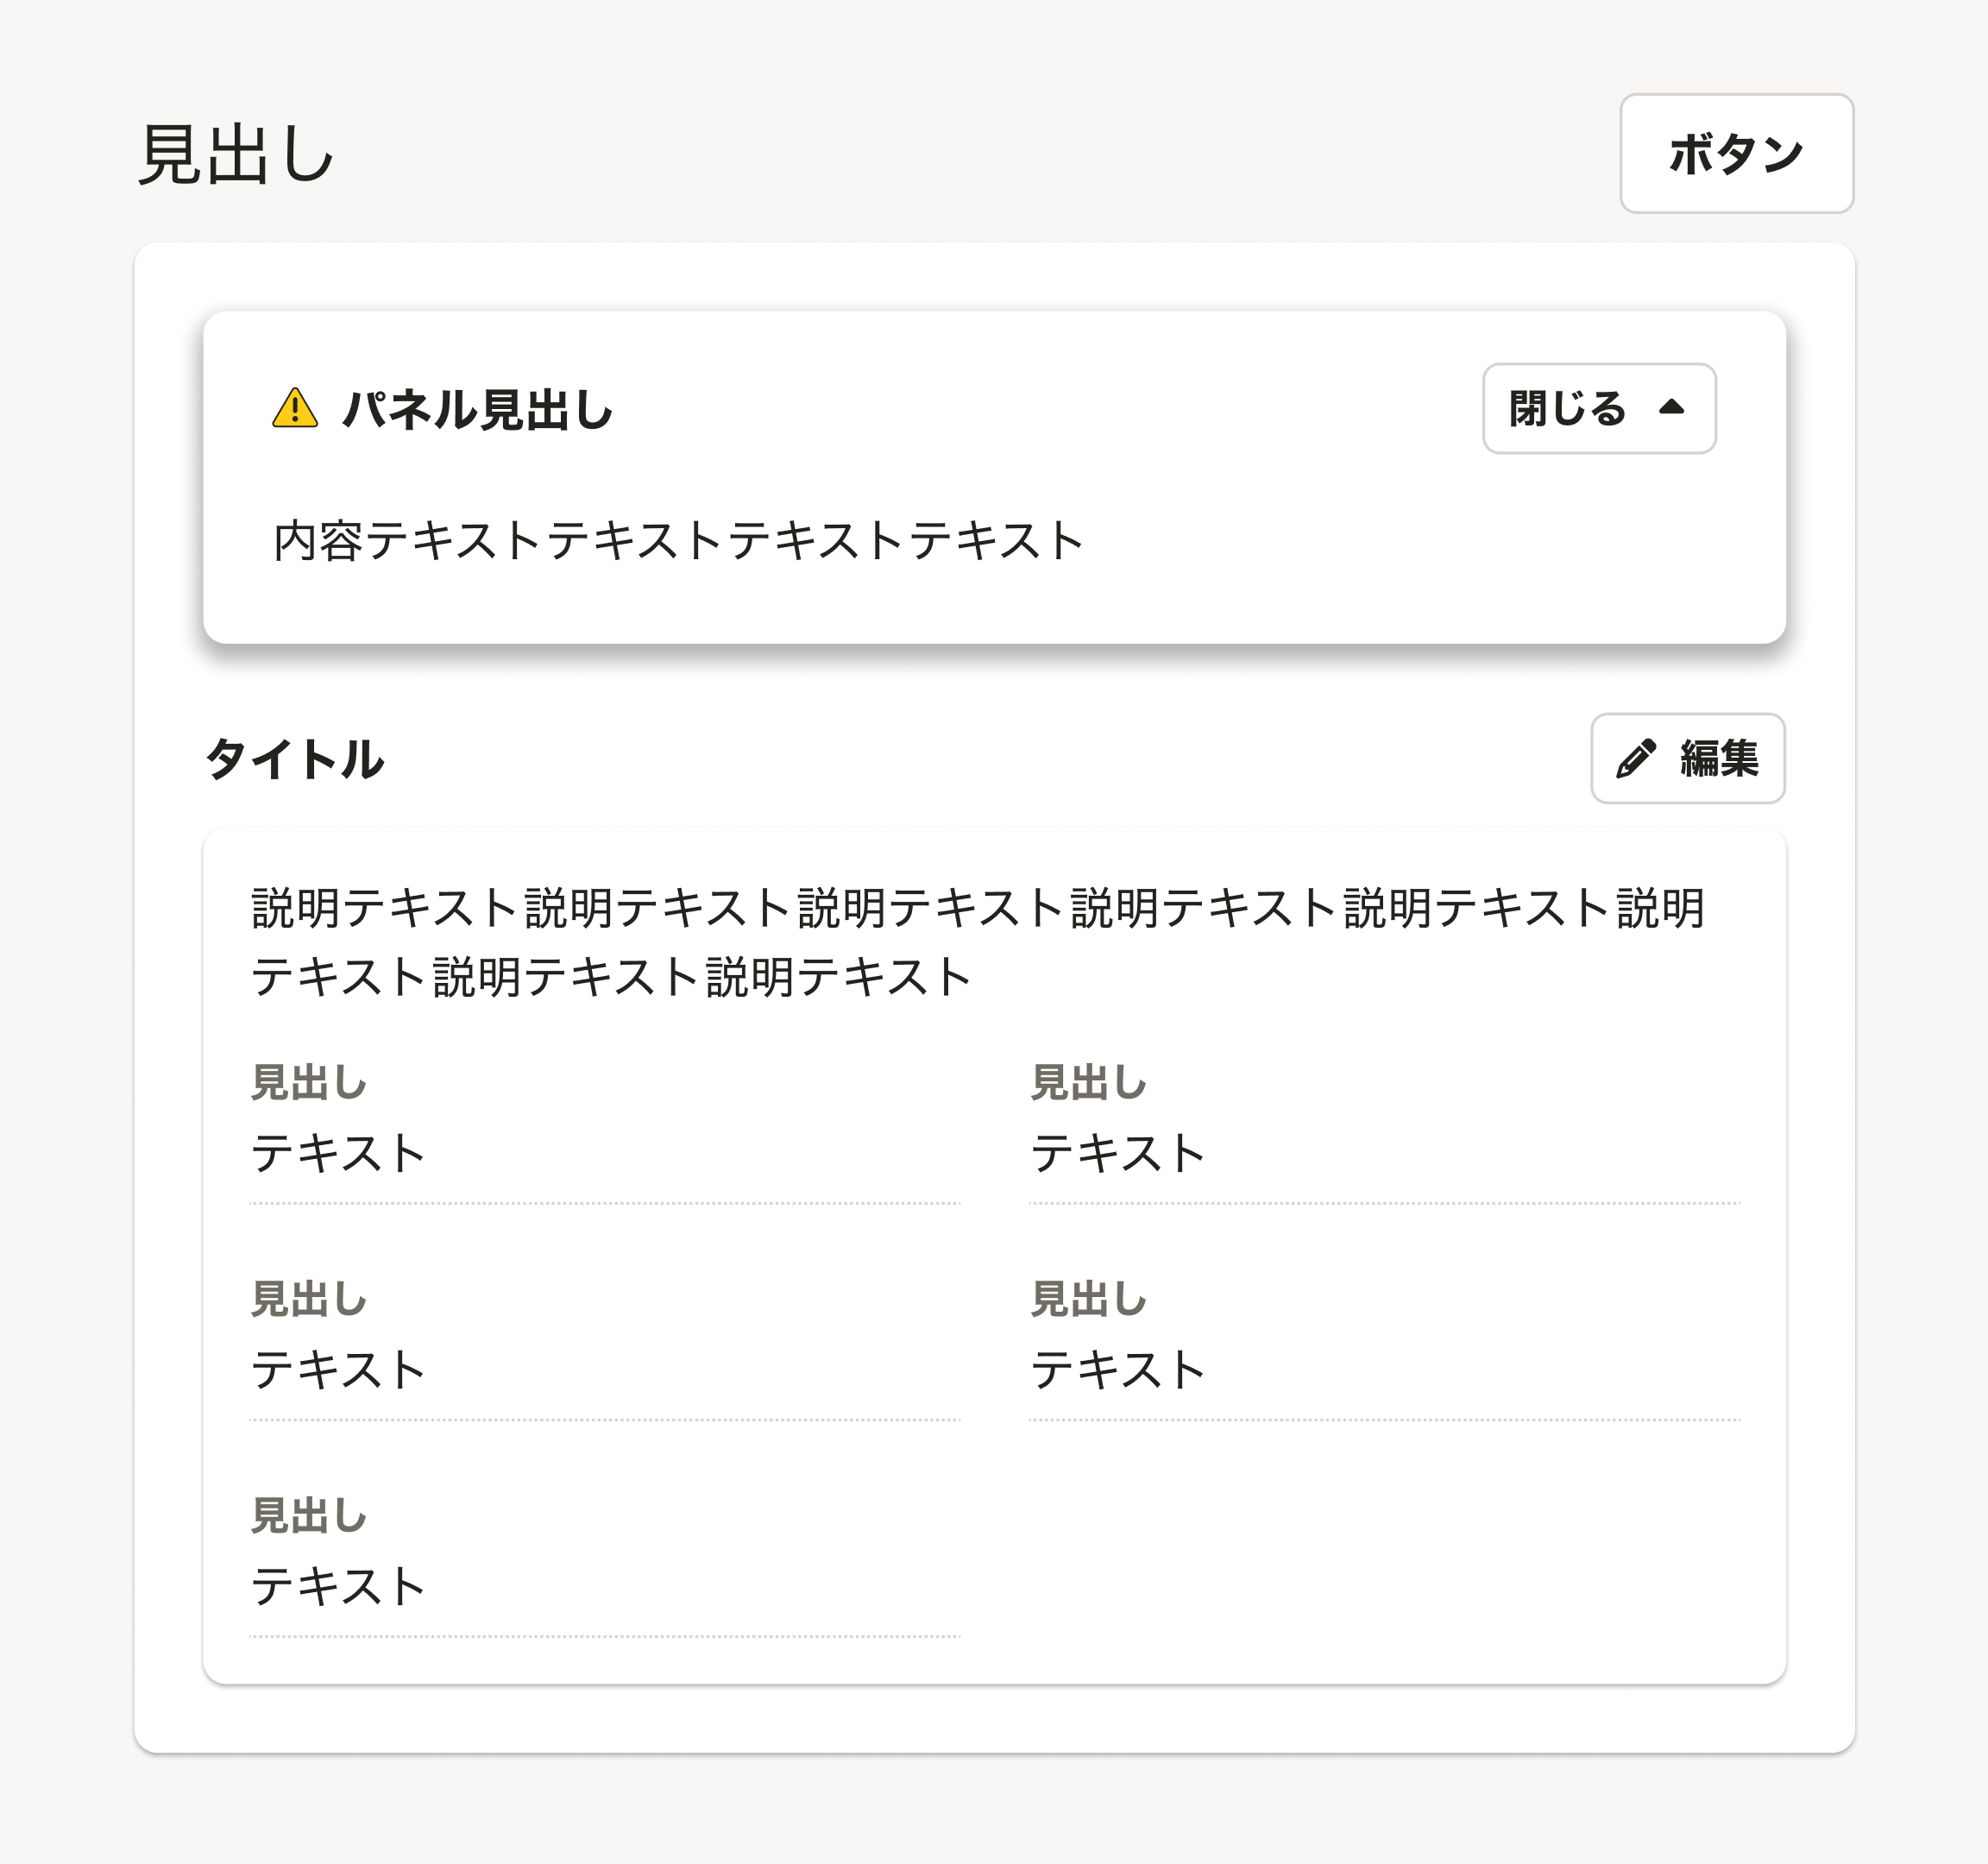 見出し
ボタン
パネル見出し
閉じる
内容テキストテキストテキストテキスト
タイトル
編集
説明テキスト説明テキスト説明テキスト説明テキスト説明テキスト説明
テキスト説明テキスト説明テキスト
見出し
テキスト
見出し
テキスト
見出し
テキスト
見出し
テキスト
見出し
テキスト